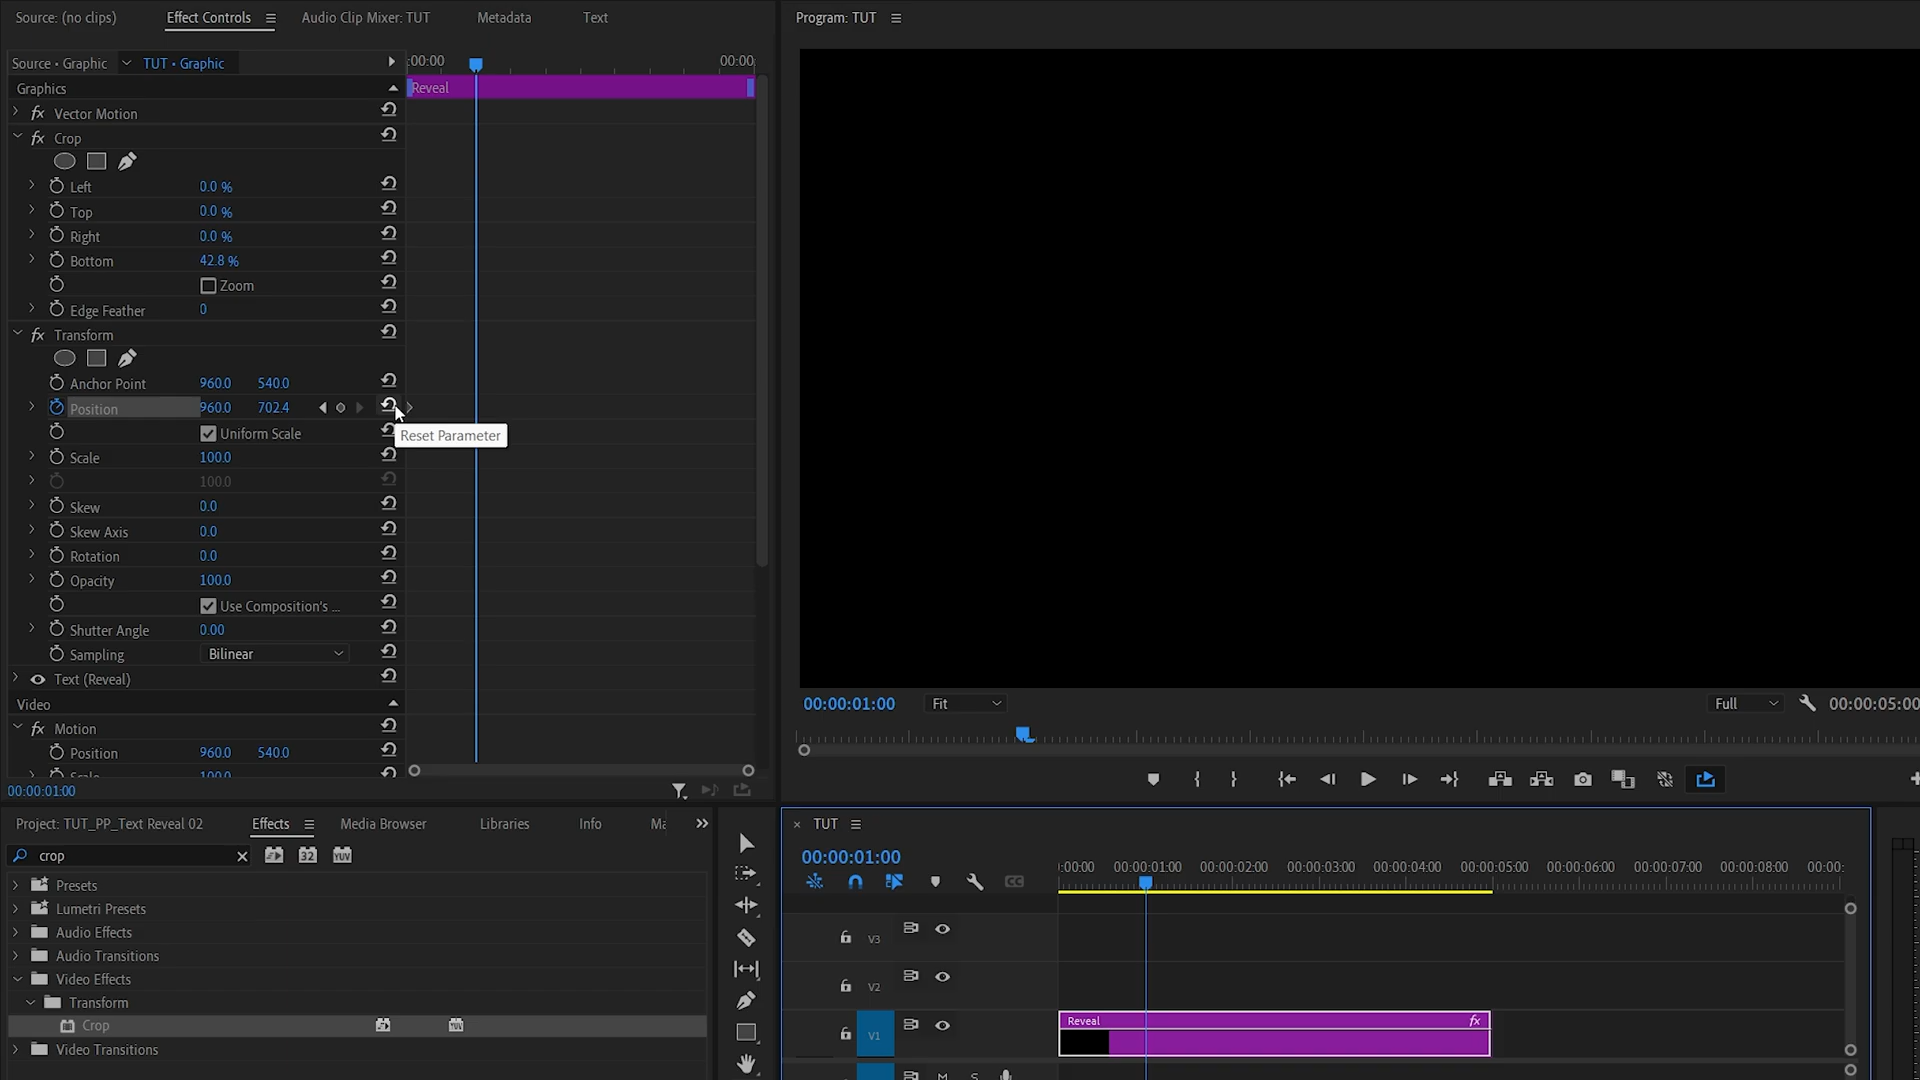 Source: (no clips)
Effect Controls
Audio Clip Mixer: TUT
Metadata
Text
Program: TUT
Source • Graphic
TUT • Graphic
:00:00
00:00
Graphics
Reveal
fx Vector Motion
fx Crop
Left 0.0 %
Top 0.0 %
Right 0.0 %
Bottom 42.8 %
Zoom
Edge Feather 0
fx Transform
Anchor Point 960.0 540.0
Position 960.0 702.4
Uniform Scale
Reset Parameter
Scale 100.0
100.0
Skew 0.0
Skew Axis 0.0
Rotation 0.0
Opacity 100.0
Use Composition's ...
Shutter Angle 0.00
Sampling Bilinear
Text (Reveal)
Video
fx Motion
Position 960.0 540.0
Scale 100.0
00:00:01:00
00:00:01:00
Fit
Full
00:00:05:00
Project: TUT_PP_Text Reveal 02
Effects
Media Browser
Libraries
Info
Ma
crop
32
YUV
Presets
Lumetri Presets
Audio Effects
Audio Transitions
Video Effects
Transform
Crop
Video Transitions
× TUT
00:00:01:00
CC
:00:00 00:00:01:00 00:00:02:00 00:00:03:00 00:00:04:00 00:00:05:00 00:00:06:00 00:00:07:00 00:00:08:00 00:00:
V3
V2
V1
Reveal fx
M S